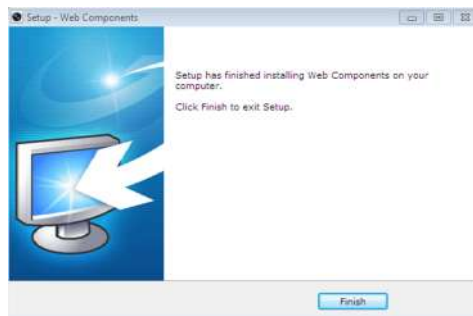 Setup - Web Components
Setup has finished installing Web Components on your
computer.
Click Finish to exit Setup.
Finish